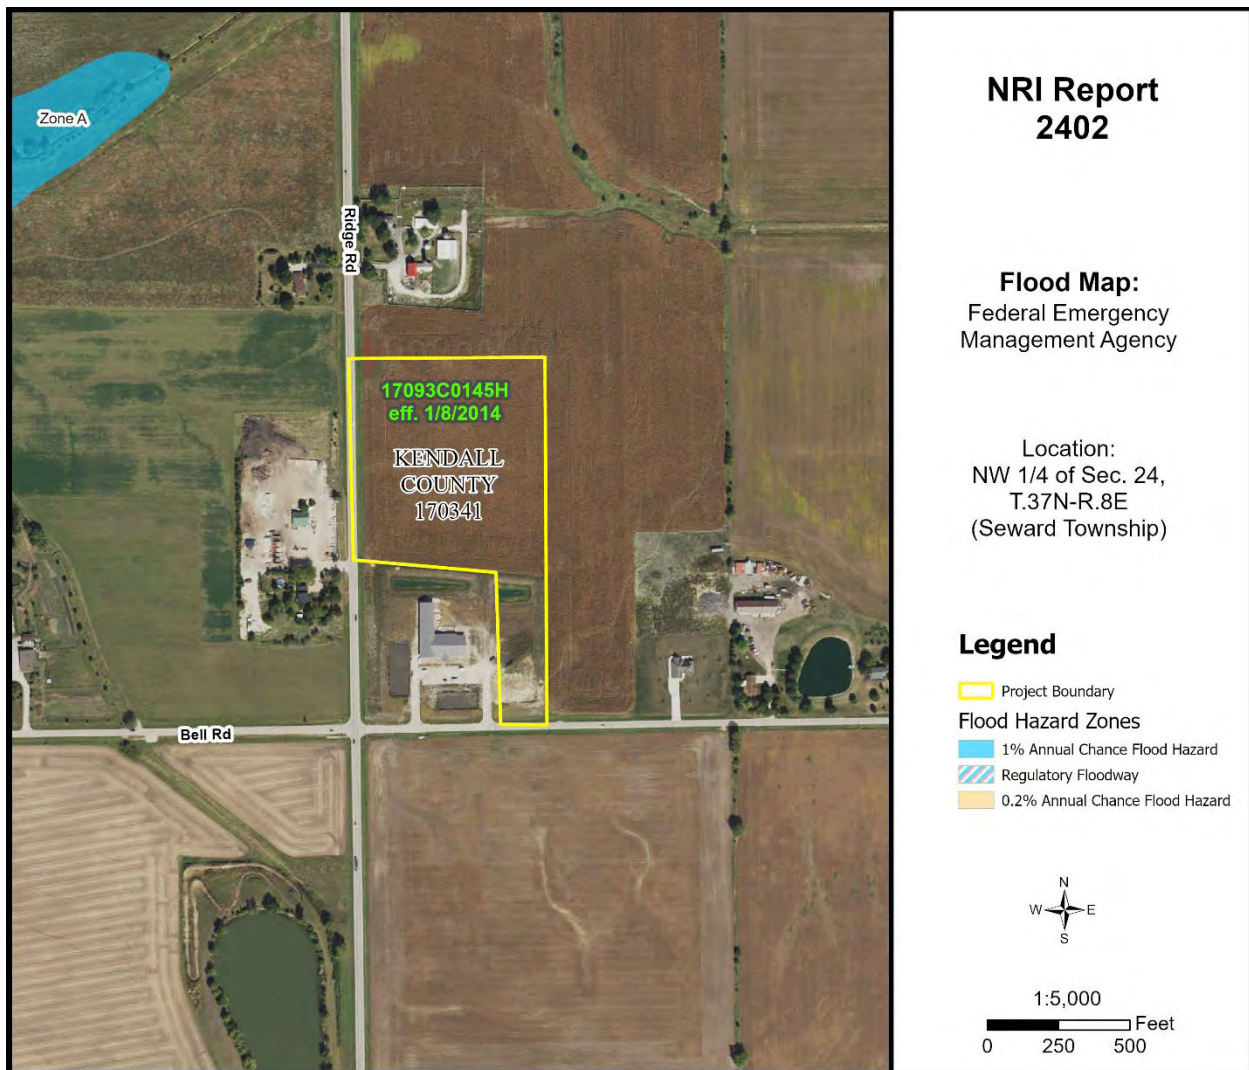 Zone A
Ridge Rd
17093C0145H
eff. 1/8/2014
KENDALL
COUNTY
170341
Bell Rd
NRI Report
2402
Flood Map:
Federal Emergency
Management Agency
Location:
NW 1/4 of Sec. 24,
T.37N-R.8E
(Seward Township)
Legend
Project Boundary
Flood Hazard Zones
1% Annual Chance Flood Hazard
Regulatory Floodway
0.2% Annual Chance Flood Hazard
N
W E
S
1:5,000
Feet
0 250 500